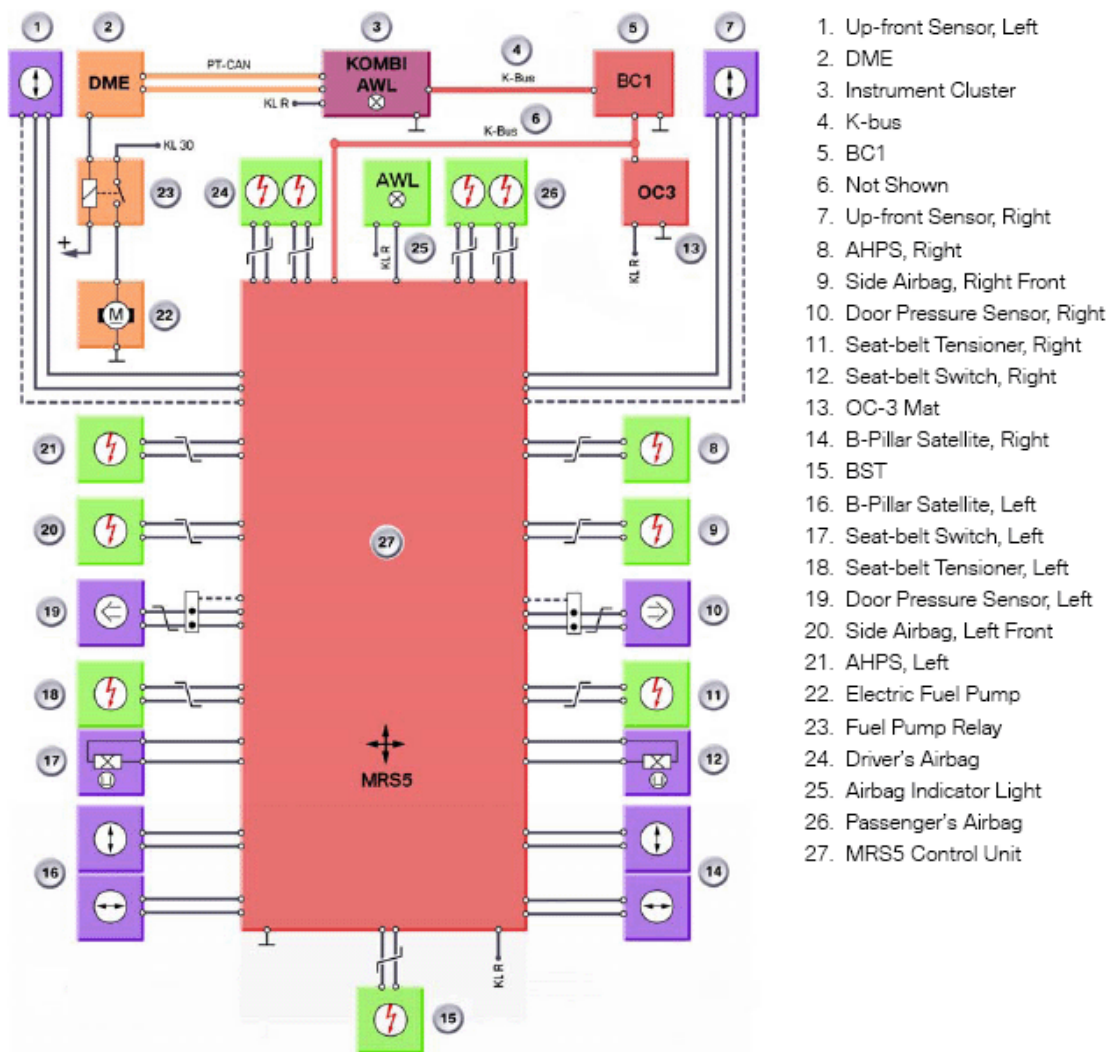 1
2
3
4
5
7
DME
PT-CAN
KOMBI
AWL
K-Bus
BC1
KL R
6
K-Bus
KL 30
23
24
AWL
26
OC3
+
KL R
25
13
KL R
M
22
21
8
20
9
27
19
10
18
11
17
12
MRS5
16
14
KL R
15
1. Up-front Sensor, Left
2. DME
3. Instrument Cluster
4. K-bus
5. BC1
6. Not Shown
7. Up-front Sensor, Right
8. AHPS, Right
9. Side Airbag, Right Front
10. Door Pressure Sensor, Right
11. Seat-belt Tensioner, Right
12. Seat-belt Switch, Right
13. OC-3 Mat
14. B-Pillar Satellite, Right
15. BST
16. B-Pillar Satellite, Left
17. Seat-belt Switch, Left
18. Seat-belt Tensioner, Left
19. Door Pressure Sensor, Left
20. Side Airbag, Left Front
21. AHPS, Left
22. Electric Fuel Pump
23. Fuel Pump Relay
24. Driver's Airbag
25. Airbag Indicator Light
26. Passenger's Airbag
27. MRS5 Control Unit